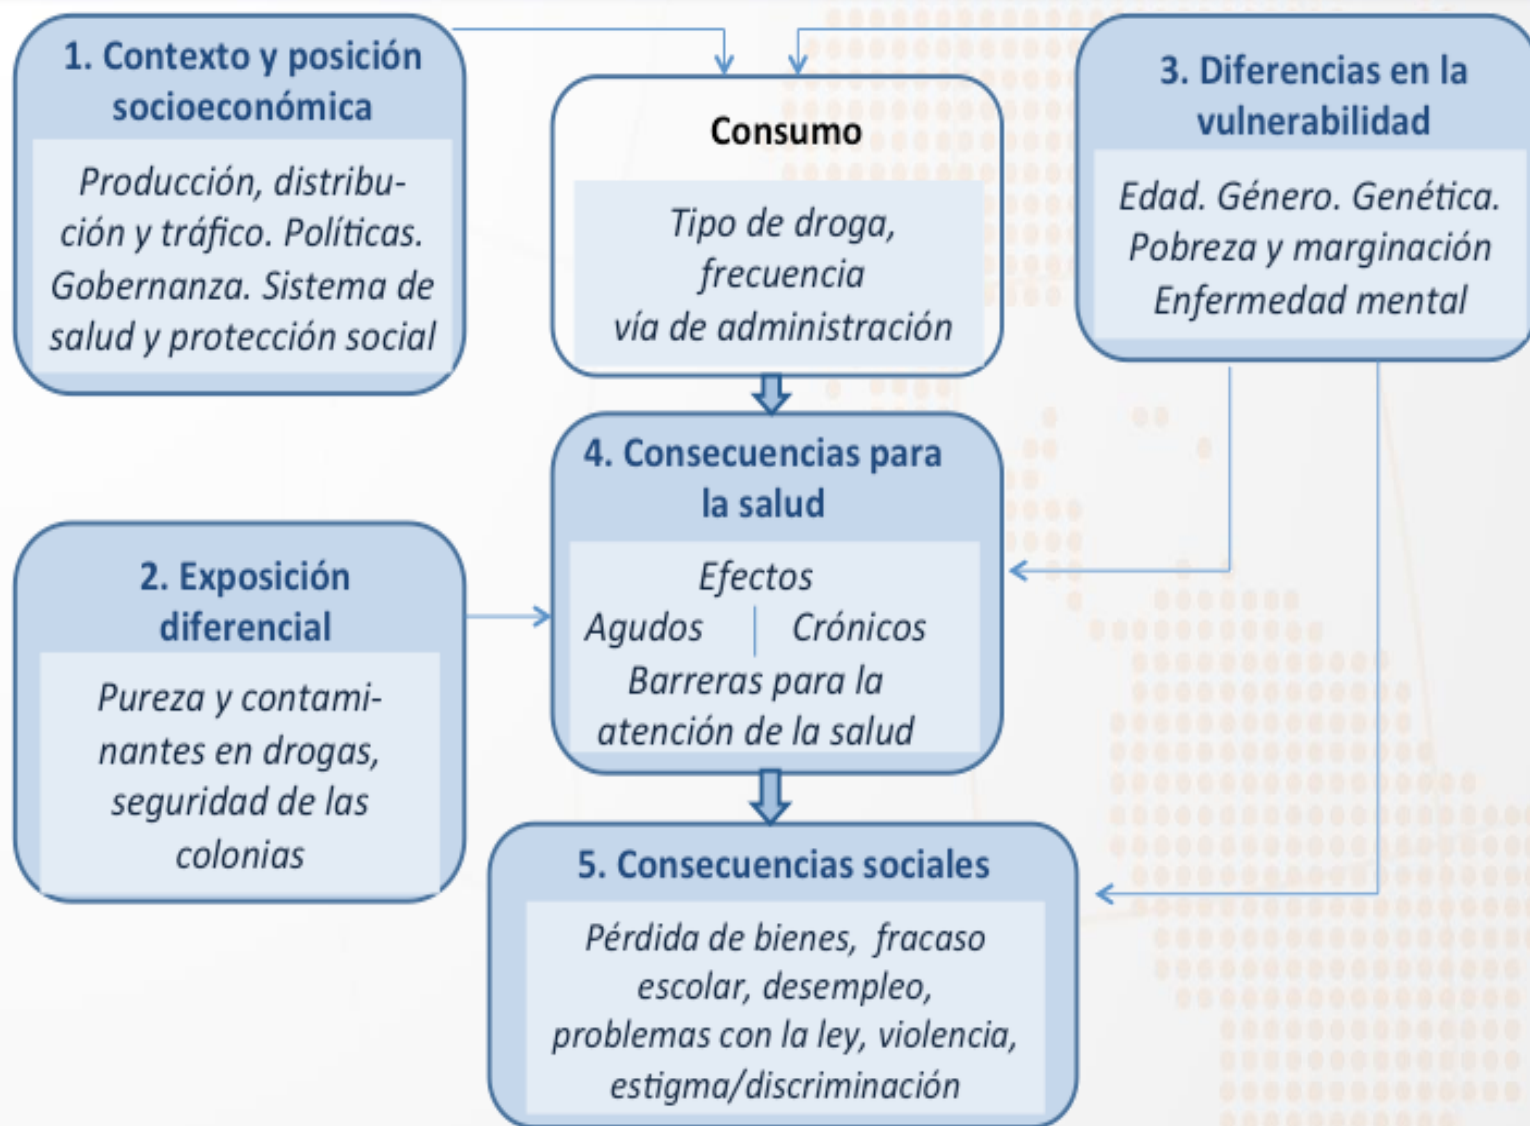 1. Contexto y posición
socioeconómica
Producción, distribu-
ción y tráfico. Políticas.
Gobernanza. Sistema de
salud y protección social
Consumo
Tipo de droga,
frecuencia
vía de administración
3. Diferencias en la
vulnerabilidad
Edad. Género. Genética.
Pobreza y marginación
Enfermedad mental
2. Exposición
diferencial
Pureza y contami-
nantes en drogas,
seguridad de las
colonias
4. Consecuencias para
la salud
Efectos
Agudos | Crónicos
Barreras para la
atención de la salud
5. Consecuencias sociales
Pérdida de bienes, fracaso
escolar, desempleo,
problemas con la ley, violencia,
estigma/discriminación